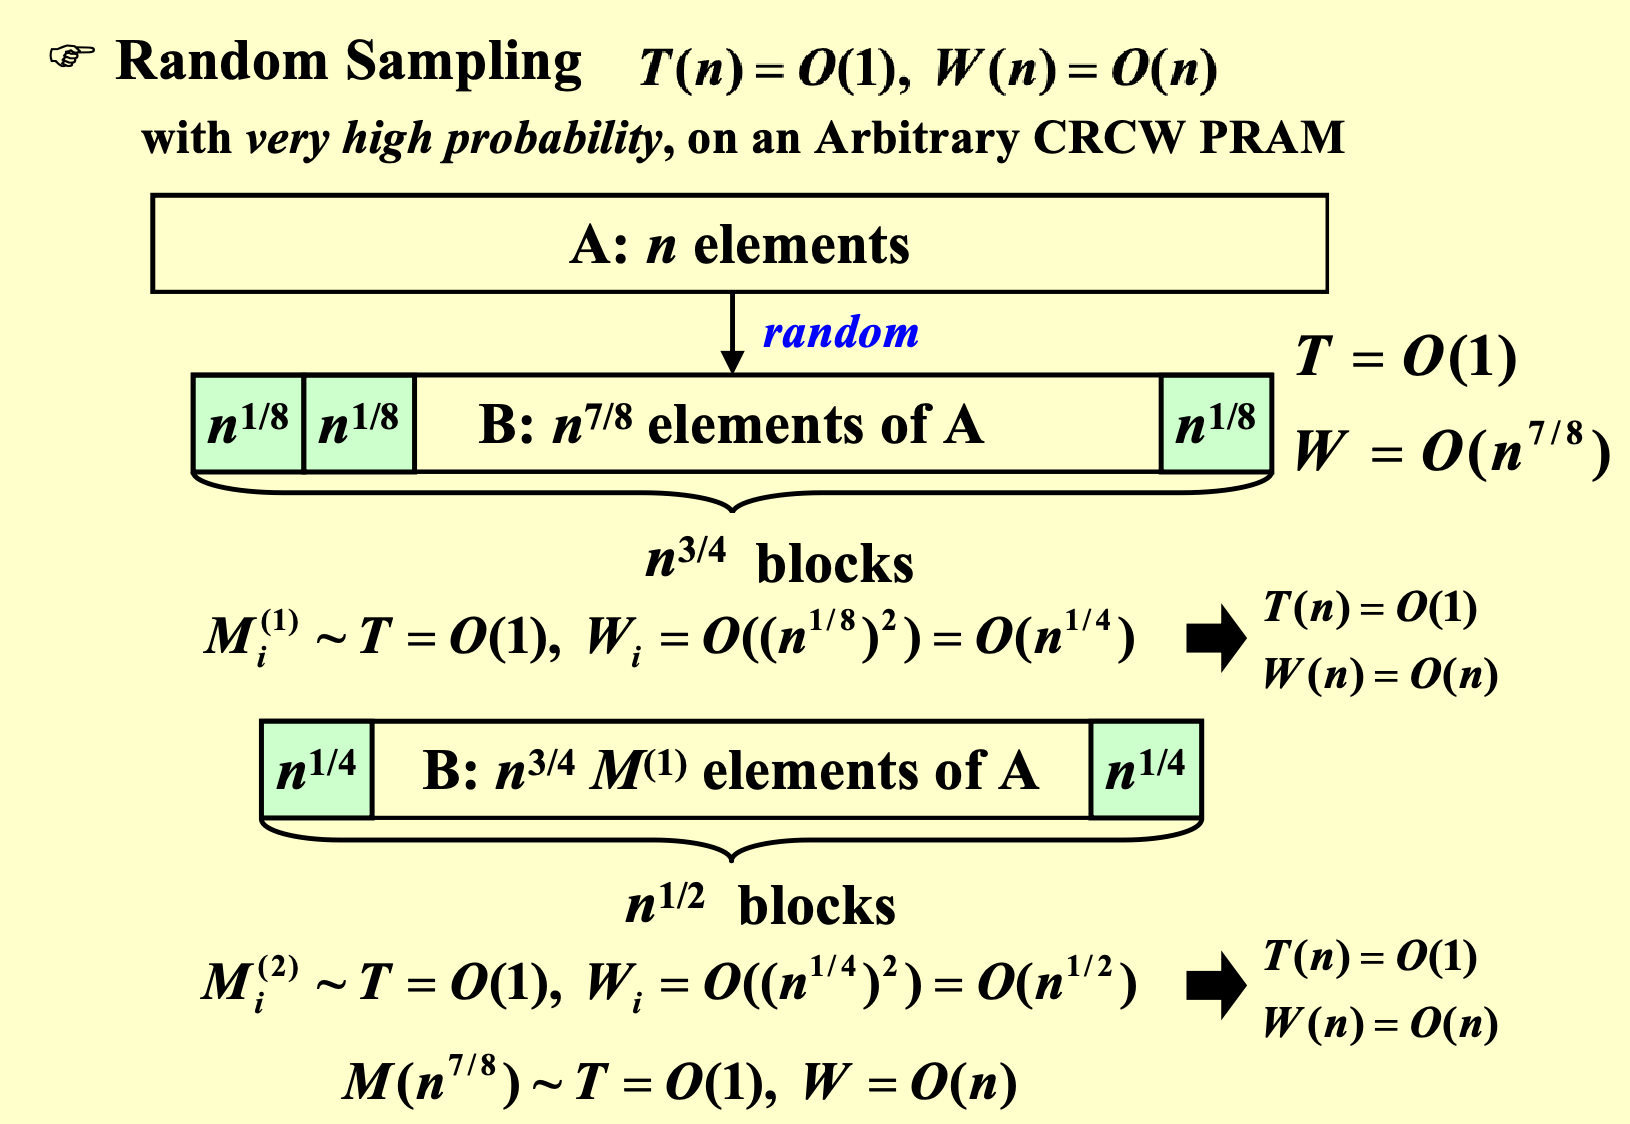 ☞ Random Sampling T(n) = O(1), W(n) = O(n)
with very high probability, on an Arbitrary CRCW PRAM
A: n elements
random
n^{1/8} n^{1/8} B: n^{7/8} elements of A n^{1/8}
T = O(1)
W = O(n^{7/8})
n^{3/4} blocks
M_i^{(1)} ~ T = O(1), W_i = O((n^{1/8})^2) = O(n^{1/4})
T(n) = O(1)
W(n) = O(n)
n^{1/4} B: n^{3/4} M^{(1)} elements of A n^{1/4}
n^{1/2} blocks
M_i^{(2)} ~ T = O(1), W_i = O((n^{1/4})^2) = O(n^{1/2})
T(n) = O(1)
W(n) = O(n)
M(n^{7/8}) ~ T = O(1), W = O(n)